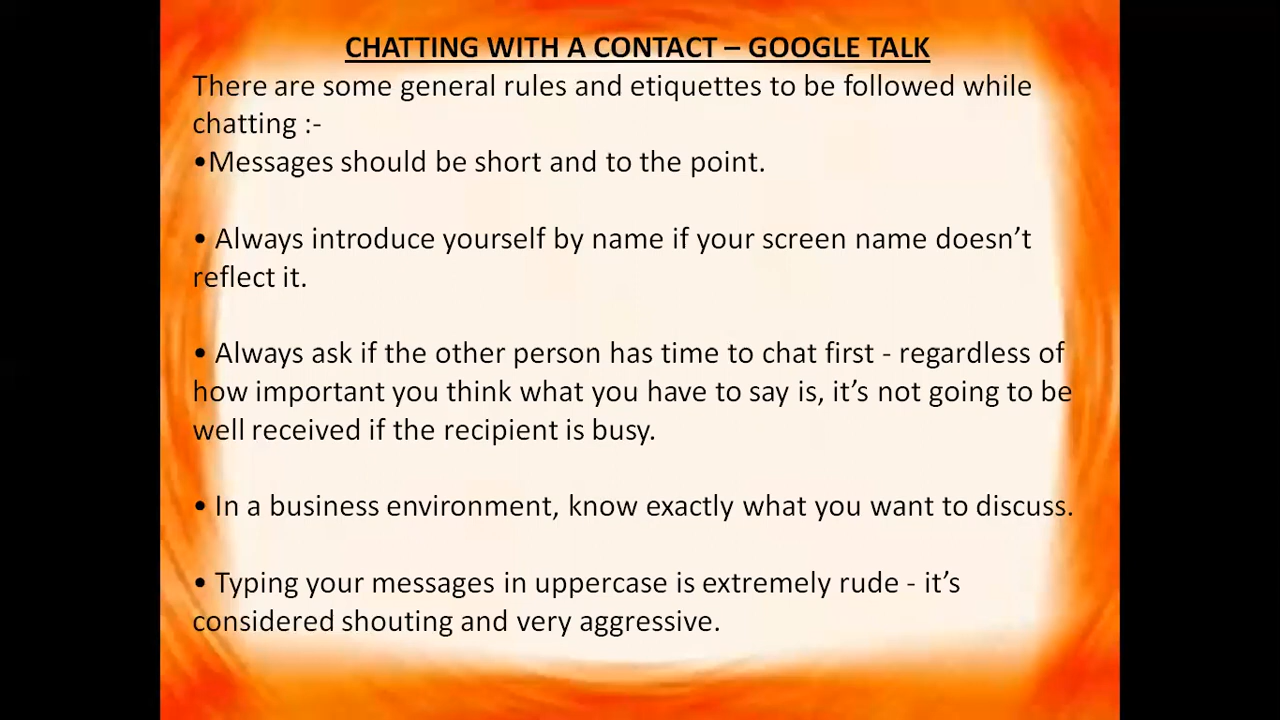 CHATTING WITH A CONTACT – GOOGLE TALK
There are some general rules and etiquettes to be followed while
chatting :-
•Messages should be short and to the point.
• Always introduce yourself by name if your screen name doesn’t
reflect it.
• Always ask if the other person has time to chat first - regardless of
how important you think what you have to say is, it’s not going to be
well received if the recipient is busy.
• In a business environment, know exactly what you want to discuss.
• Typing your messages in uppercase is extremely rude - it’s
considered shouting and very aggressive.